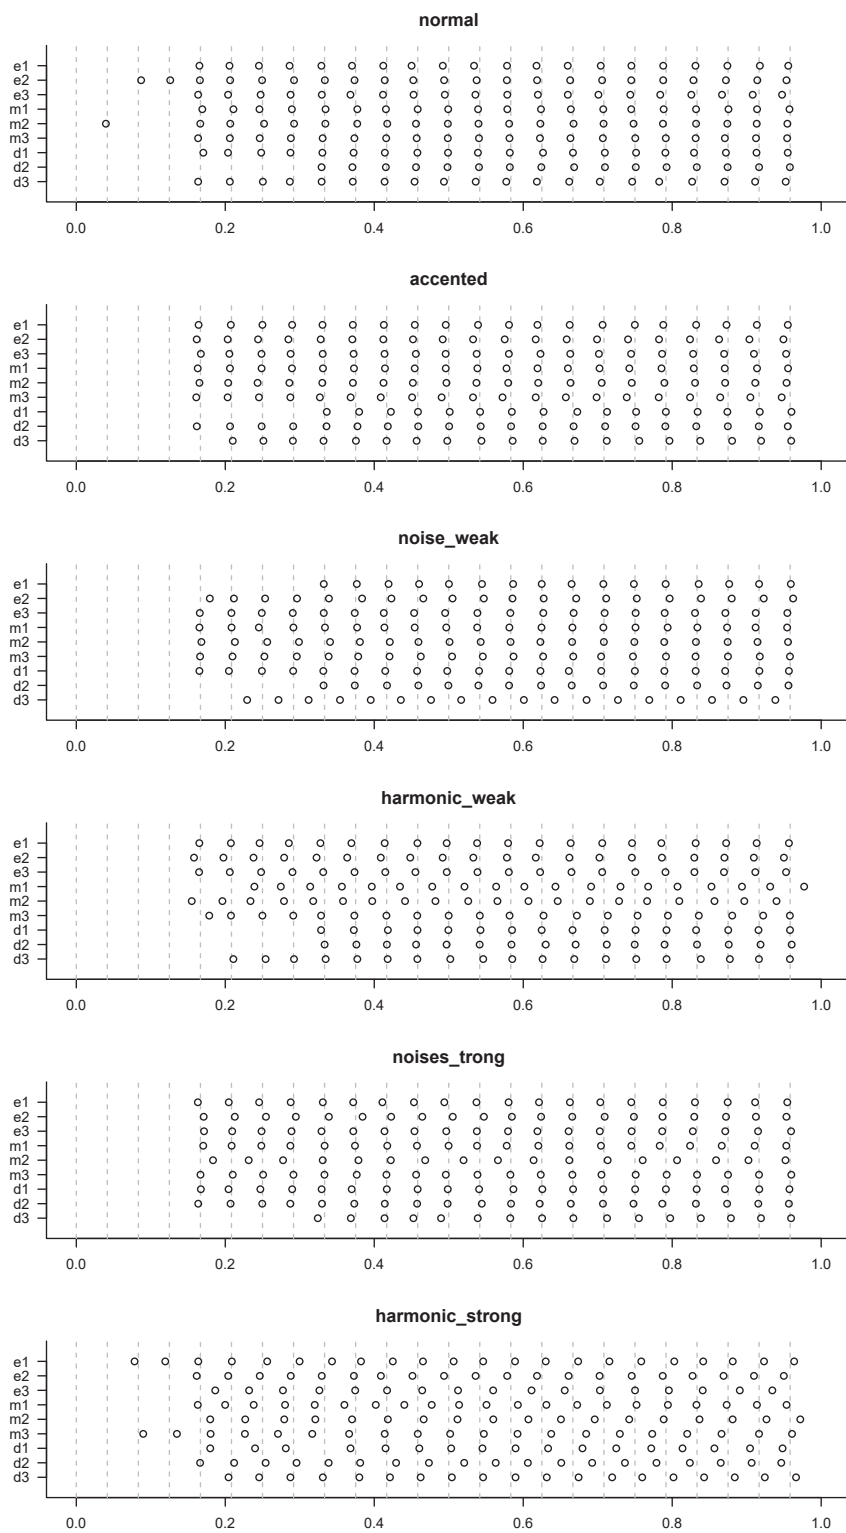 normal
e1
e2
e3
m1
m2
m3
d1
d2
d3
0.0 0.2 0.4 0.6 0.8 1.0
accented
e1
e2
e3
m1
m2
m3
d1
d2
d3
0.0 0.2 0.4 0.6 0.8 1.0
noise_weak
e1
e2
e3
m1
m2
m3
d1
d2
d3
0.0 0.2 0.4 0.6 0.8 1.0
harmonic_weak
e1
e2
e3
m1
m2
m3
d1
d2
d3
0.0 0.2 0.4 0.6 0.8 1.0
noises_trong
e1
e2
e3
m1
m2
m3
d1
d2
d3
0.0 0.2 0.4 0.6 0.8 1.0
harmonic_strong
e1
e2
e3
m1
m2
m3
d1
d2
d3
0.0 0.2 0.4 0.6 0.8 1.0